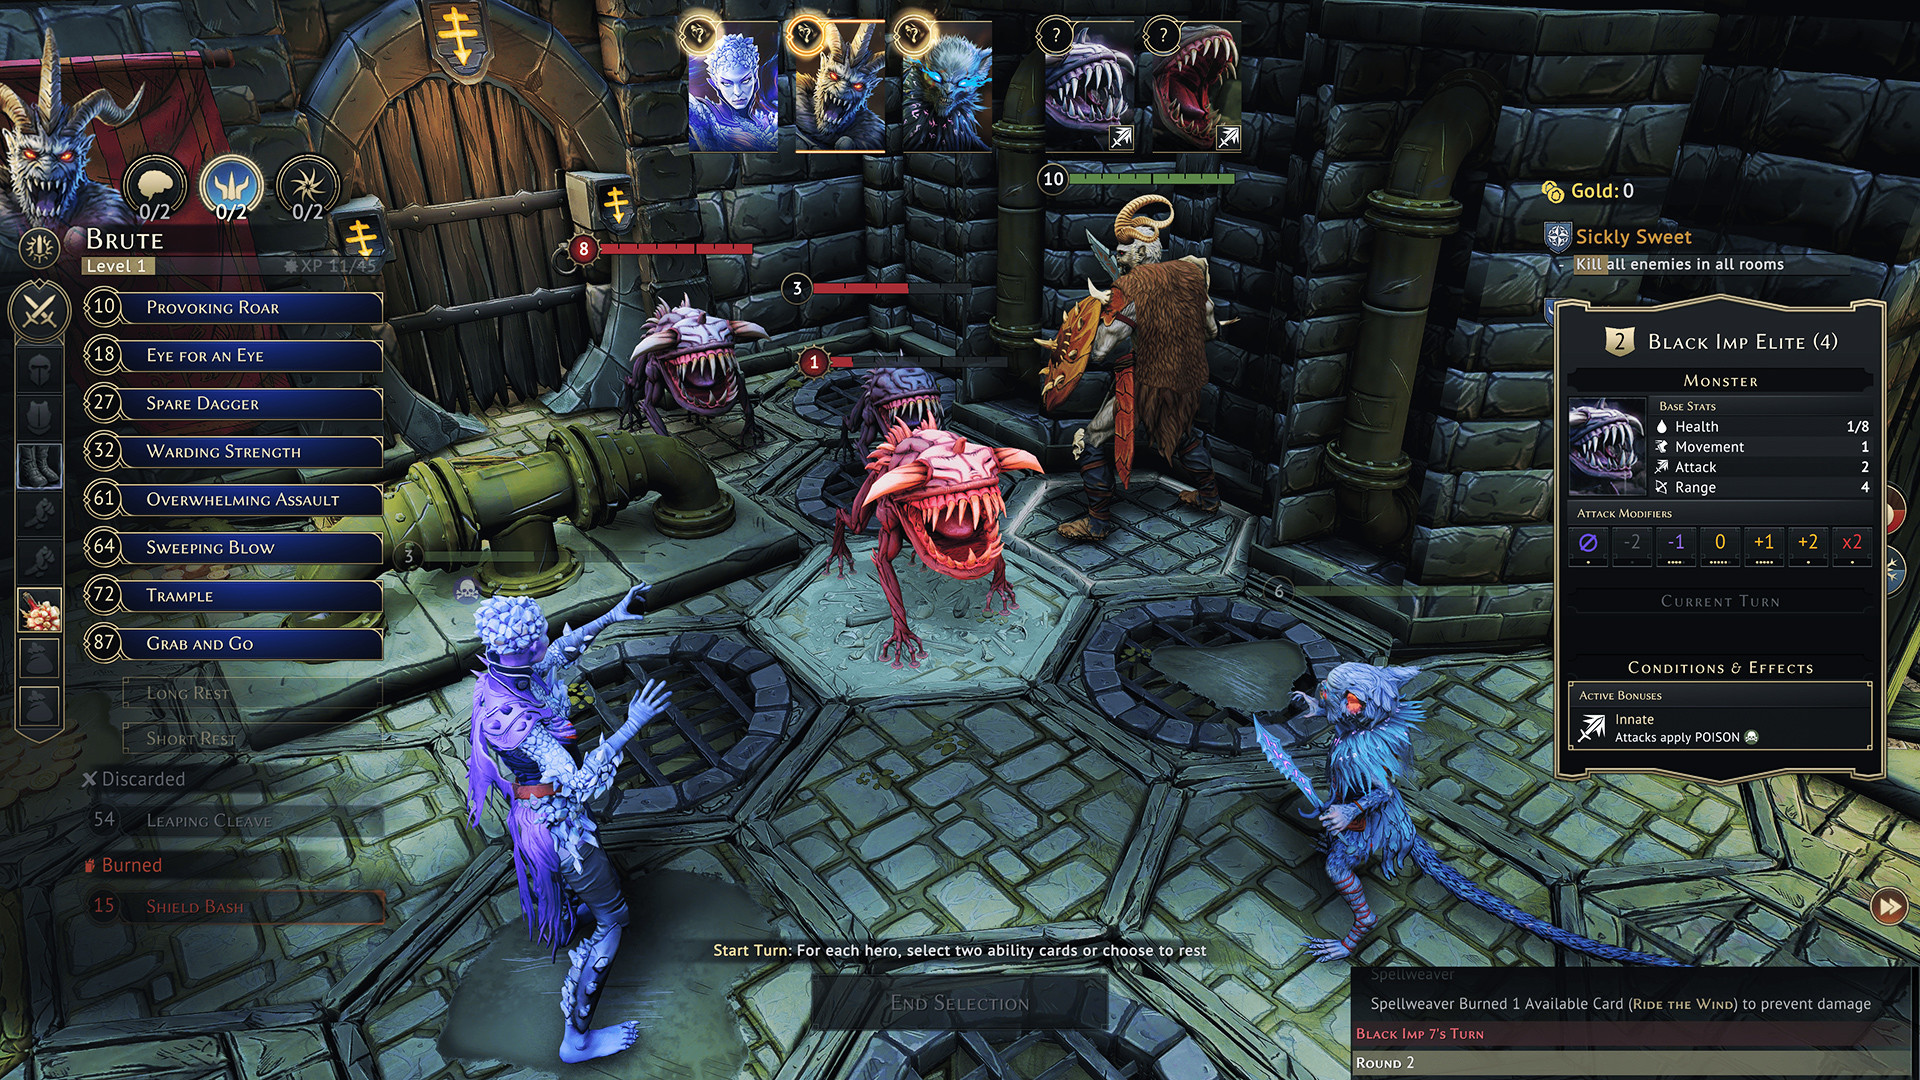 ?
?
?
?
?
10
Gold: 0
Sickly Sweet
- Kill all enemies in all rooms
0/2
0/2
0/2
Brute
Level 1
XP 11/45
8
3
1
3
6
10 Provoking Roar
18 Eye for an Eye
27 Spare Dagger
32 Warding Strength
61 Overwhelming Assault
64 Sweeping Blow
72 Trample
87 Grab and Go
Long Rest
Short Rest
Discarded
54 Leaping Cleave
Burned
15 Shield Bash
2 Black Imp Elite (4)
Monster
Base Stats
Health 1/8
Movement 1
Attack 2
Range 4
Attack Modifiers
-2 -1 0 +1 +2 x2
Current Turn
Conditions & Effects
Active Bonuses
Innate
Attacks apply POISON
Start Turn: For each hero, select two ability cards or choose to rest
End Selection
Spellweaver
Spellweaver Burned 1 Available Card (Ride the Wind) to prevent damage
Black Imp 7's Turn
Round 2